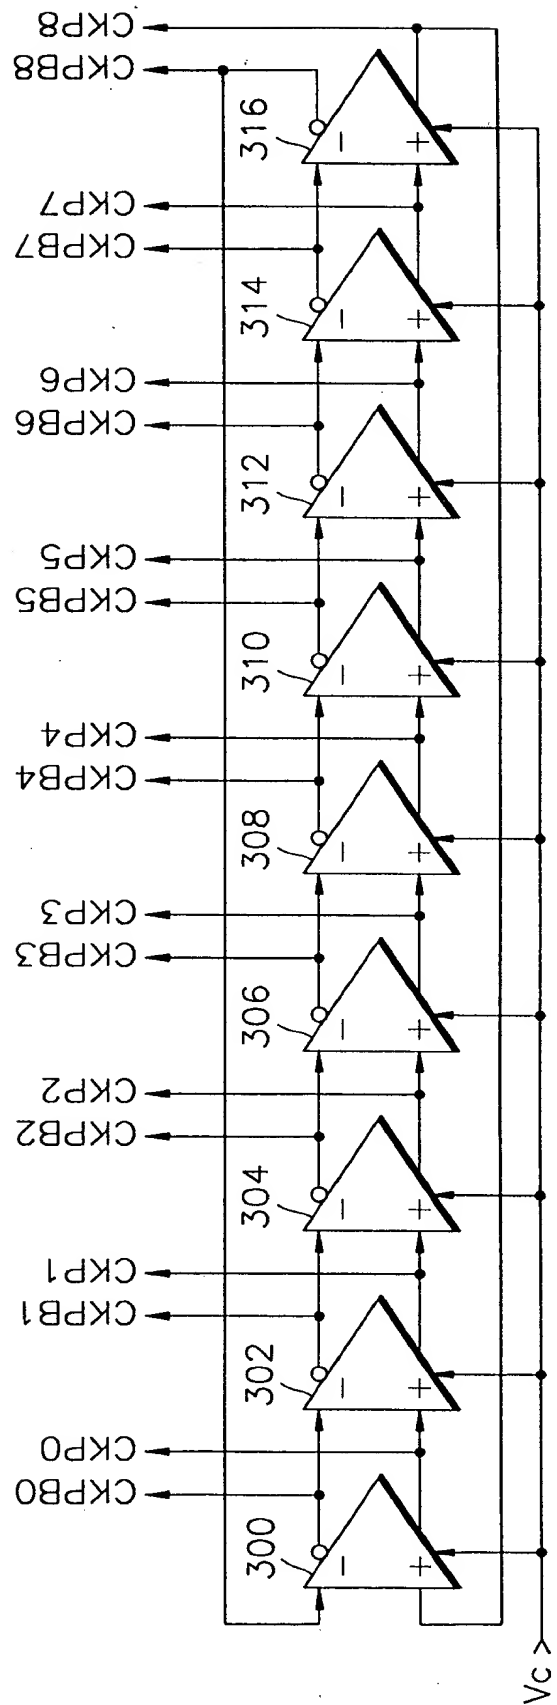 CKPB0 CKP0 CKPB1 CKP1 CKPB2 CKP2 CKPB3 CKP3 CKPB4 CKP4 CKPB5 CKP5 CKPB6 CKP6 CKPB7 CKP7 CKPB8 CKP8
300 302 304 306 308 310 312 314 316
− − − − − − − − −
+ + + + + + + + +
Vc